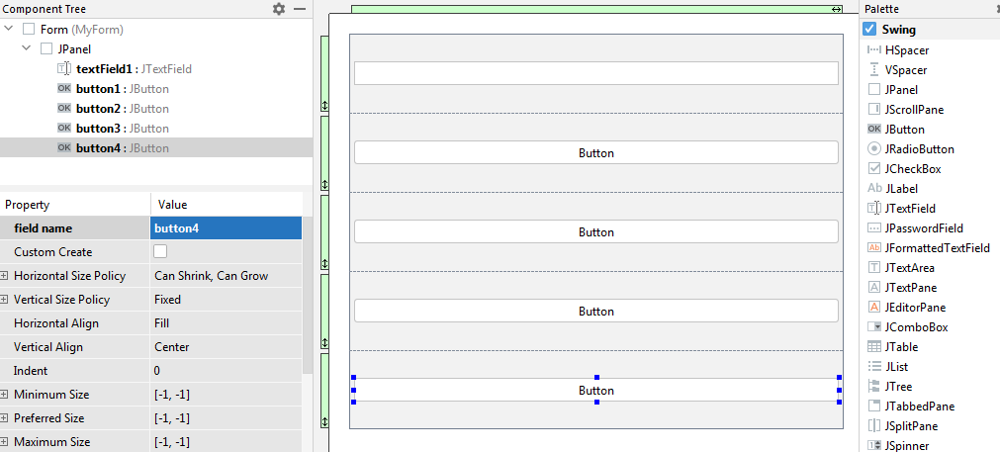 Component Tree
Form (MyForm)
JPanel
textField1 : JTextField
button1 : JButton
button2 : JButton
button3 : JButton
OK button4 : JButton
Property Value
field name button4
Custom Create
Horizontal Size Policy Can Shrink, Can Grow
Vertical Size Policy Fixed
Horizontal Align Fill
Vertical Align Center
Indent 0
Minimum Size [-1, -1]
Preferred Size [-1, -1]
Maximum Size [-1, -1]
Button
Button
Button
Button
Palette
Swing
HSpacer
VSpacer
JPanel
JScrollPane
OK JButton
JRadioButton
JCheckBox
Ab JLabel
JTextField
JPasswordField
Ab JFormattedTextField
JTextArea
JTextPane
JEditorPane
JComboBox
JTable
JList
JTree
JTabbedPane
JSplitPane
JSpinner